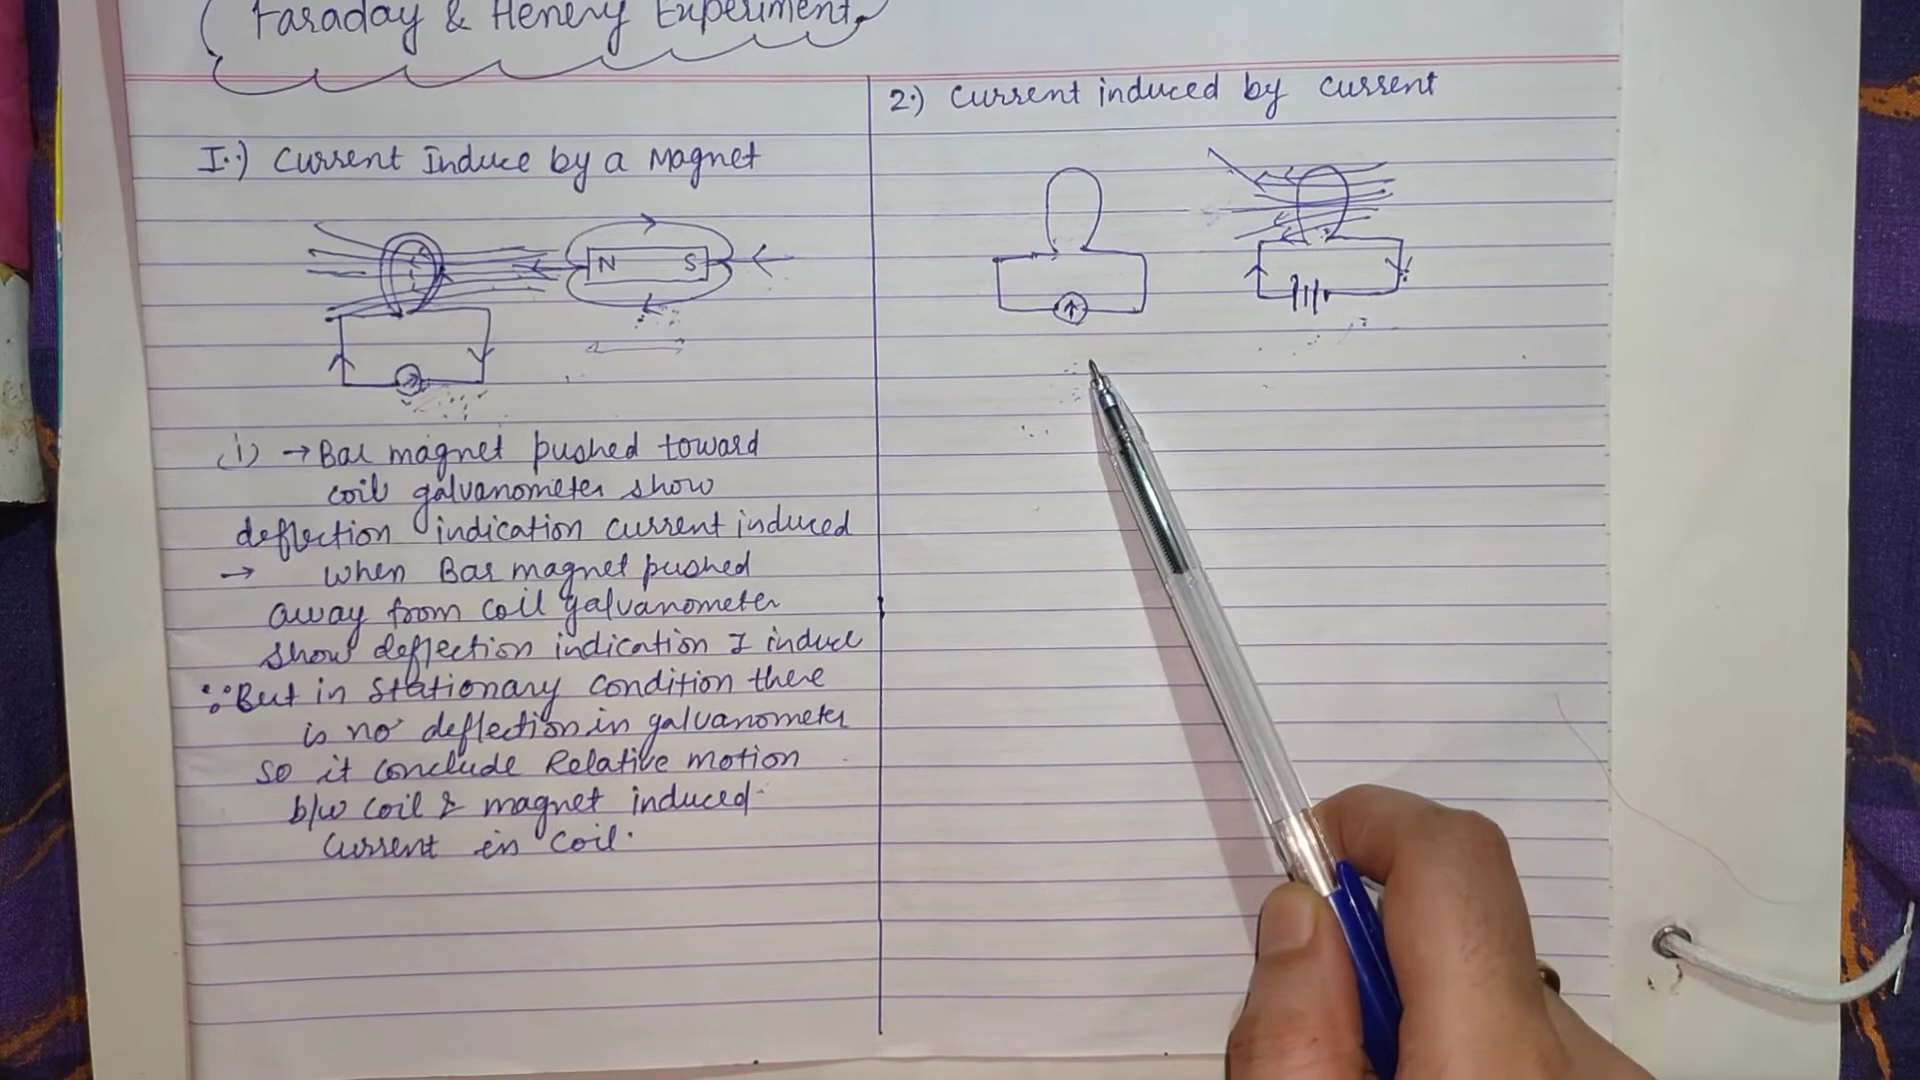 Faraday & Henery Experiment
I.) Current Induce by a Magnet
N S
(1) → Bar magnet pushed toward
coil galvanometer show
deflection indication current induced
→ when Bar magnet pushed
away from coil galvanometer
show deflection indication I induce
But in Stationary Condition there
is no deflection in galvanometer
so it conclude Relative motion
b/w coil & magnet induced
Current in coil.
2.) Current induced by current